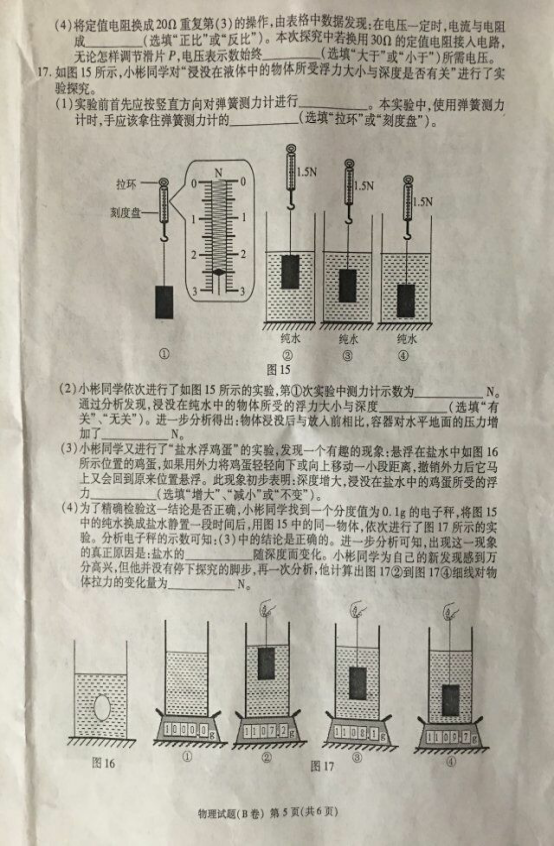 (4)将定值电阻换成20Ω重复第(3)的操作,由表格中数据发现:在电压一定时,电流与电阻
成________(选填“正比”或“反比”)。本次探究中若换用30Ω的定值电阻接入电路,
无论怎样调节滑片P,电压表示数始终________(选填“大于”或“小于”)所需电压。
17.如图15所示,小彬同学对“浸没在液体中的物体所受浮力大小与深度是否有关”进行了实
验探究。
(1)实验前首先应按竖直方向对弹簧测力计进行________。本实验中,使用弹簧测力
计时,手应该拿住弹簧测力计的________(选填“拉环”或“刻度盘”)。
拉环
刻度盘
N
0 0
1 1
2 2
3 3
1.5N
1.5N
1.5N
纯水 纯水 纯水
① ② ③ ④
图15
(2)小彬同学依次进行了如图15所示的实验,第①次实验中测力计示数为________N。
通过分析发现,浸没在纯水中的物体所受的浮力大小与深度________(选填“有
关”、“无关”)。进一步分析得出:物体浸没后与放入前相比,容器对水平地面的压力增
加了________N。
(3)小彬同学又进行了“盐水浮鸡蛋”的实验,发现一个有趣的现象:悬浮在盐水中如图16
所示位置的鸡蛋,如果用外力将鸡蛋轻轻向下或向上移动一小段距离,撤销外力后它马
上又会回到原来位置悬浮。此现象初步表明:深度增大,浸没在盐水中的鸡蛋所受的浮
力________(选填“增大”、“减小”或“不变”)。
(4)为了精确检验这一结论是否正确,小彬同学找到一个分度值为0.1g的电子秤,将图15
中的纯水换成盐水静置一段时间后,用图15中的同一物体,依次进行了图17所示的实
验。分析电子秤的示数可知:(3)中的结论是正确的。进一步分析可知,出现这一现象
的真正原因是:盐水的________随深度而变化。小彬同学为自己的新发现感到万
分高兴,但他并没有停下探究的脚步,再一次分析,他计算出图17②到图17④细线对物
体拉力的变化量为________N。
1000.0g
1107.2g
1108.1g
① ② ③ ④
图16
图17
物理试题(B卷) 第5页(共6页)